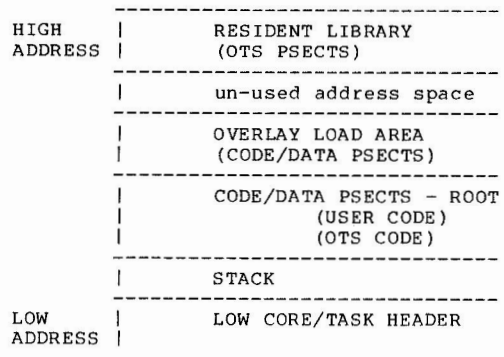 HIGH | RESIDENT LIBRARY
ADDRESS | (OTS PSECTS)
| un-used address space
| OVERLAY LOAD AREA
| (CODE/DATA PSECTS)
| CODE/DATA PSECTS - ROOT
| (USER CODE)
| (OTS CODE)
| STACK
LOW | LOW CORE/TASK HEADER
ADDRESS |